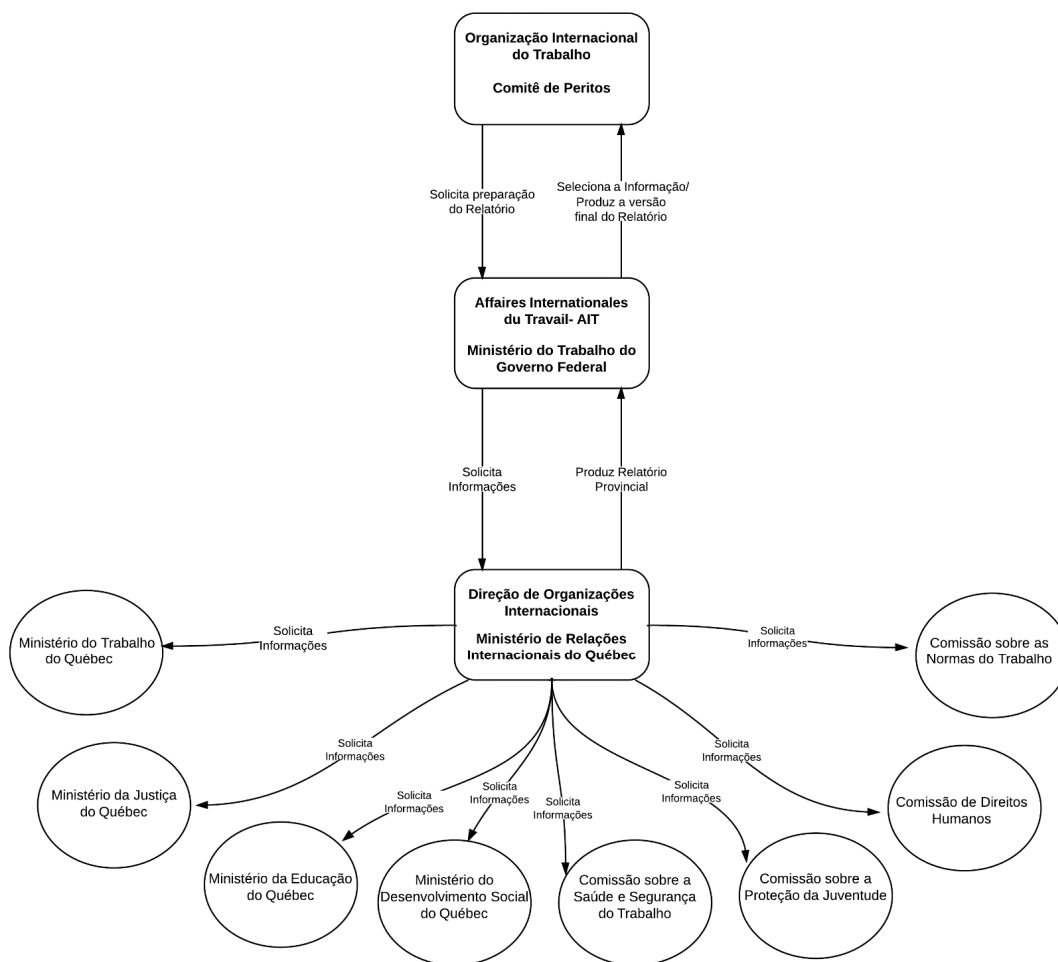 Organização Internacional
do Trabalho
Comitê de Peritos
Solicita preparação
do Relatório
Seleciona a Informação/
Produz a versão
final do Relatório
Affaires Internationales
du Travail- AIT
Ministério do Trabalho do
Governo Federal
Solicita
Informações
Produz Relatório
Provincial
Direção de Organizações
Internacionais
Ministério de Relações
Internacionais do Québec
Solicita
Informações
Ministério do Trabalho
do Québec
Solicita
Informações
Comissão sobre as
Normas do Trabalho
Solicita
Informações
Ministério da Justiça
do Québec
Solicita
Informações
Ministério da Educação
do Québec
Solicita
Informações
Ministério do
Desenvolvimento Social
do Québec
Solicita
Informações
Comissão sobre a
Saúde e Segurança
do Trabalho
Solicita
Informações
Comissão sobre a
Proteção da Juventude
Solicita
Informações
Comissão de Direitos
Humanos